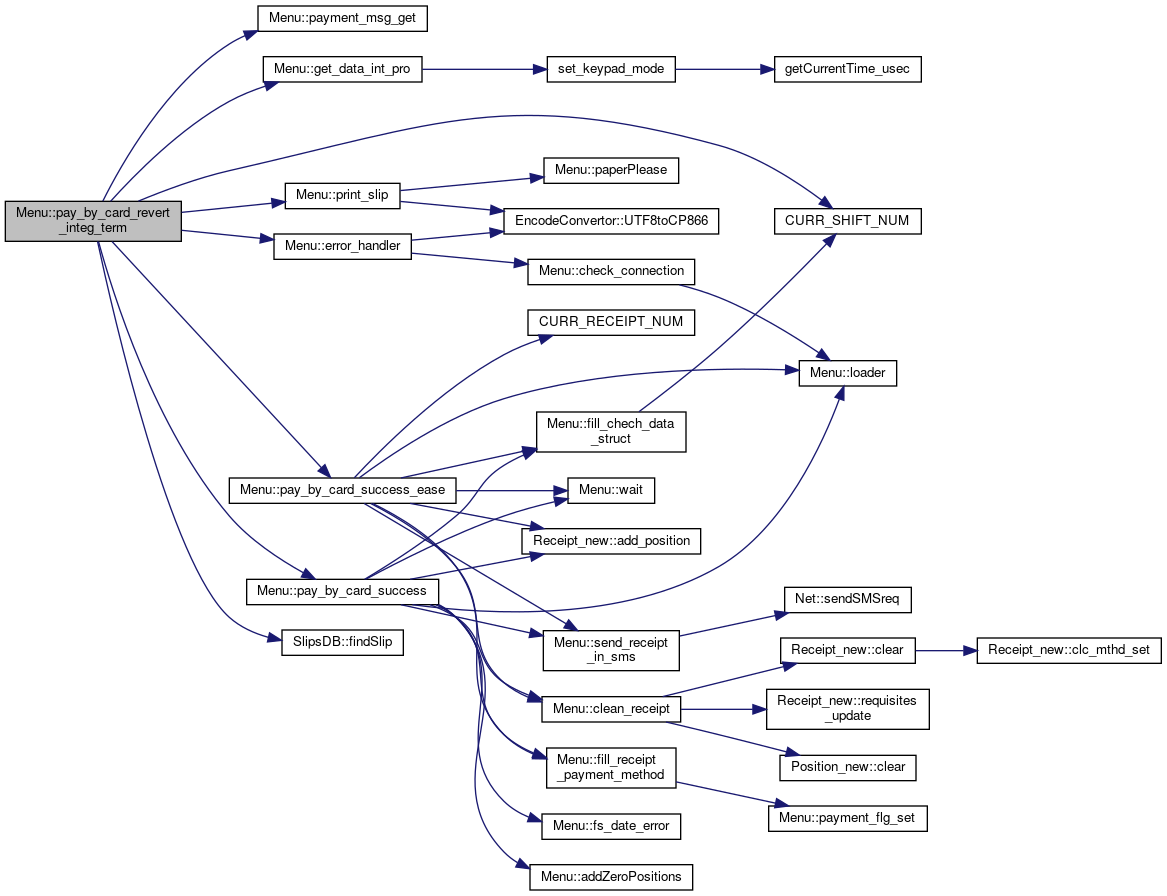 Menu::payment_msg_get
Menu::get_data_int_pro
set_keypad_mode
getCurrentTime_usec
Menu::paperPlease
Menu::print_slip
Menu::pay_by_card_revert
_integ_term
EncodeConvertor::UTF8toCP866
CURR_SHIFT_NUM
Menu::error_handler
Menu::check_connection
CURR_RECEIPT_NUM
Menu::loader
Menu::fill_chech_data
_struct
Menu::pay_by_card_success_ease
Menu::wait
Receipt_new::add_position
Menu::pay_by_card_success
Net::sendSMSreq
SlipsDB::findSlip
Menu::send_receipt
_in_sms
Receipt_new::clear
Receipt_new::clc_mthd_set
Menu::clean_receipt
Receipt_new::requisites
_update
Menu::fill_receipt
_payment_method
Position_new::clear
Menu::payment_flg_set
Menu::fs_date_error
Menu::addZeroPositions